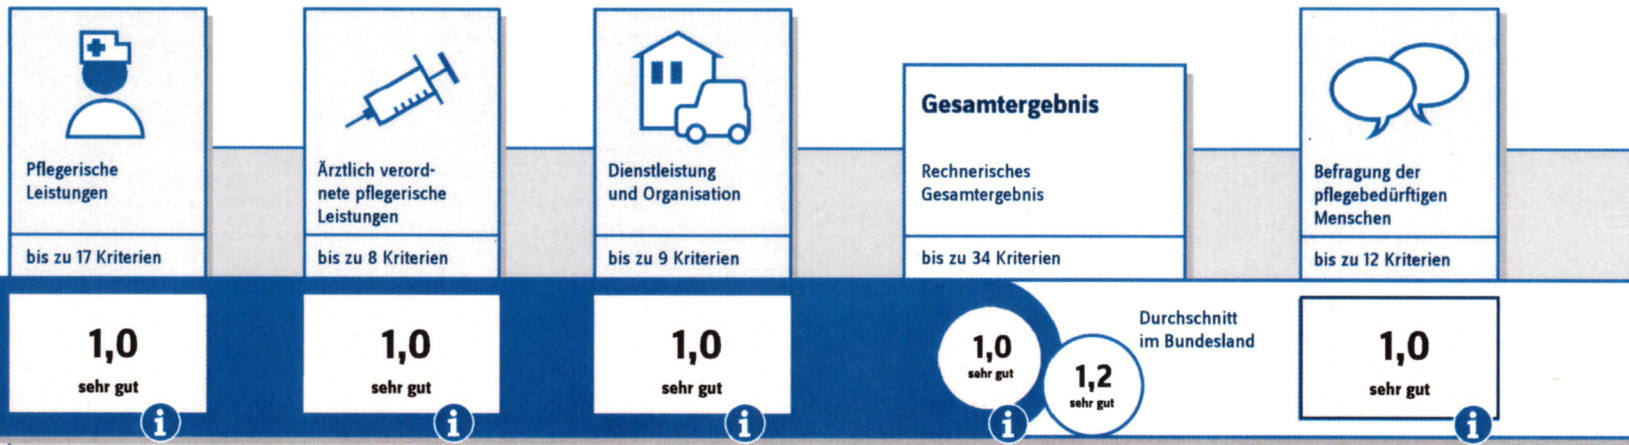 Pflegerische
Leistungen
bis zu 17 Kriterien
1,0
sehr gut
i
Ärztlich verord-
nete pflegerische
Leistungen
bis zu 8 Kriterien
1,0
sehr gut
i
Dienstleistung
und Organisation
bis zu 9 Kriterien
1,0
sehr gut
i
Gesamtergebnis
Rechnerisches
Gesamtergebnis
bis zu 34 Kriterien
1,0
sehr gut
i
1,2
sehr gut
Durchschnitt
im Bundesland
Befragung der
pflegebedürftigen
Menschen
bis zu 12 Kriterien
1,0
sehr gut
i